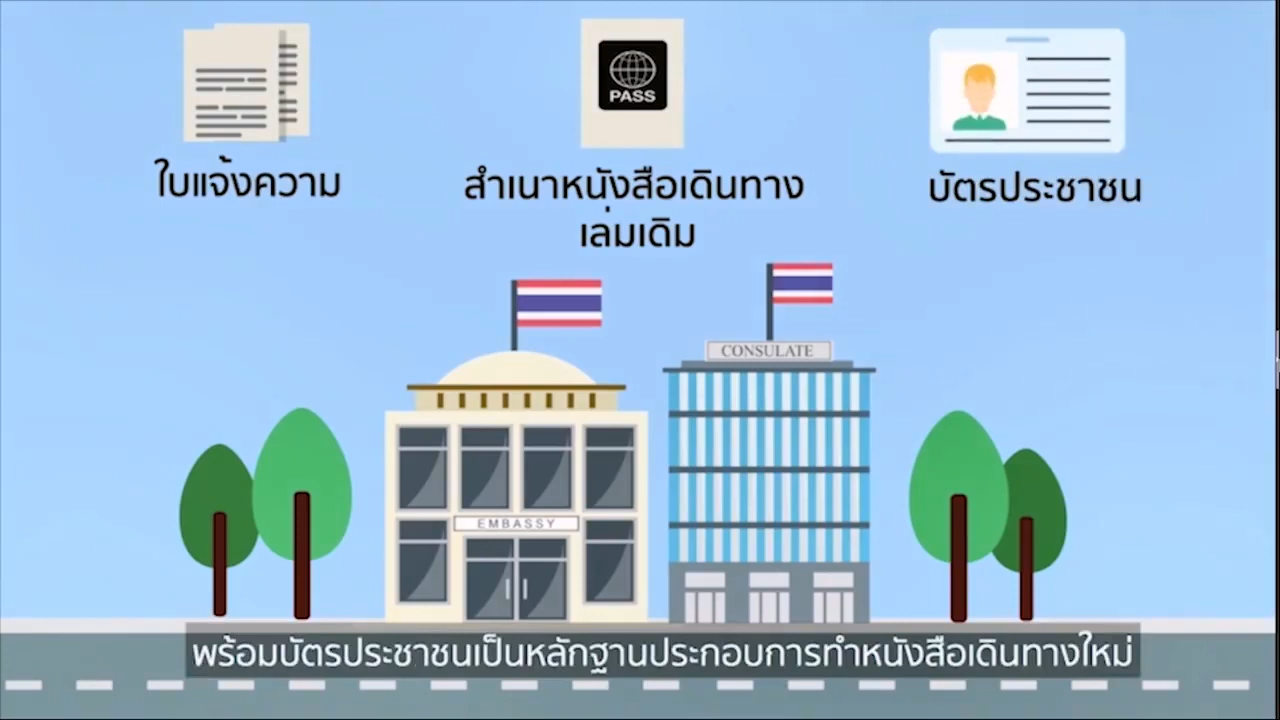 PASS
ใบแจ้งความ
สำเนาหนังสือเดินทาง
เล่มเดิม
บัตรประชาชน
CONSULATE
EMBASSY
พร้อมบัตรประชาชนเป็นหลักฐานประกอบการทำหนังสือเดินทางใหม่